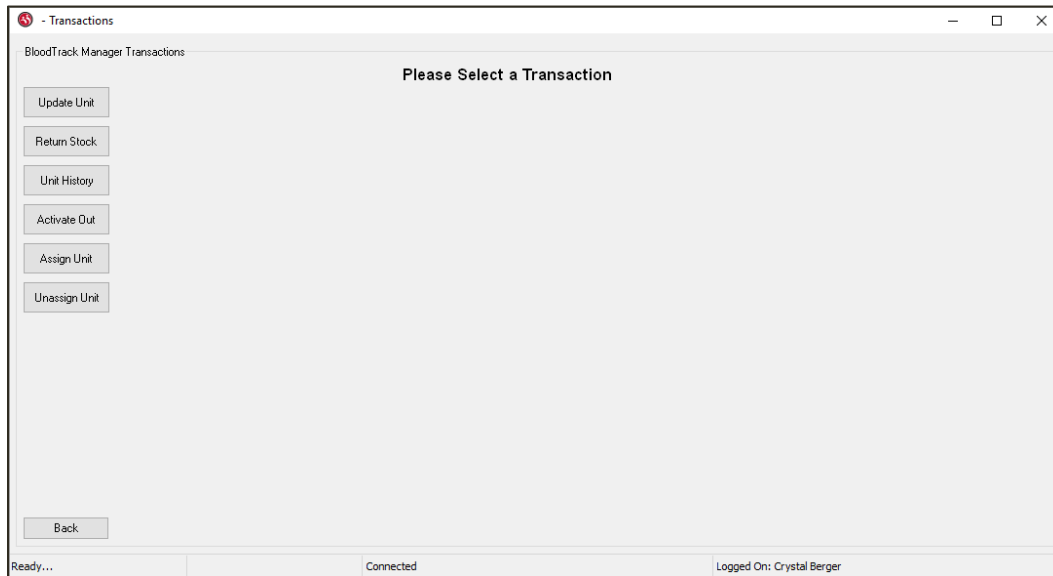 - Transactions
BloodTrack Manager Transactions
Please Select a Transaction
Update Unit
Return Stock
Unit History
Activate Out
Assign Unit
Unassign Unit
Back
Ready...
Connected
Logged On: Crystal Berger